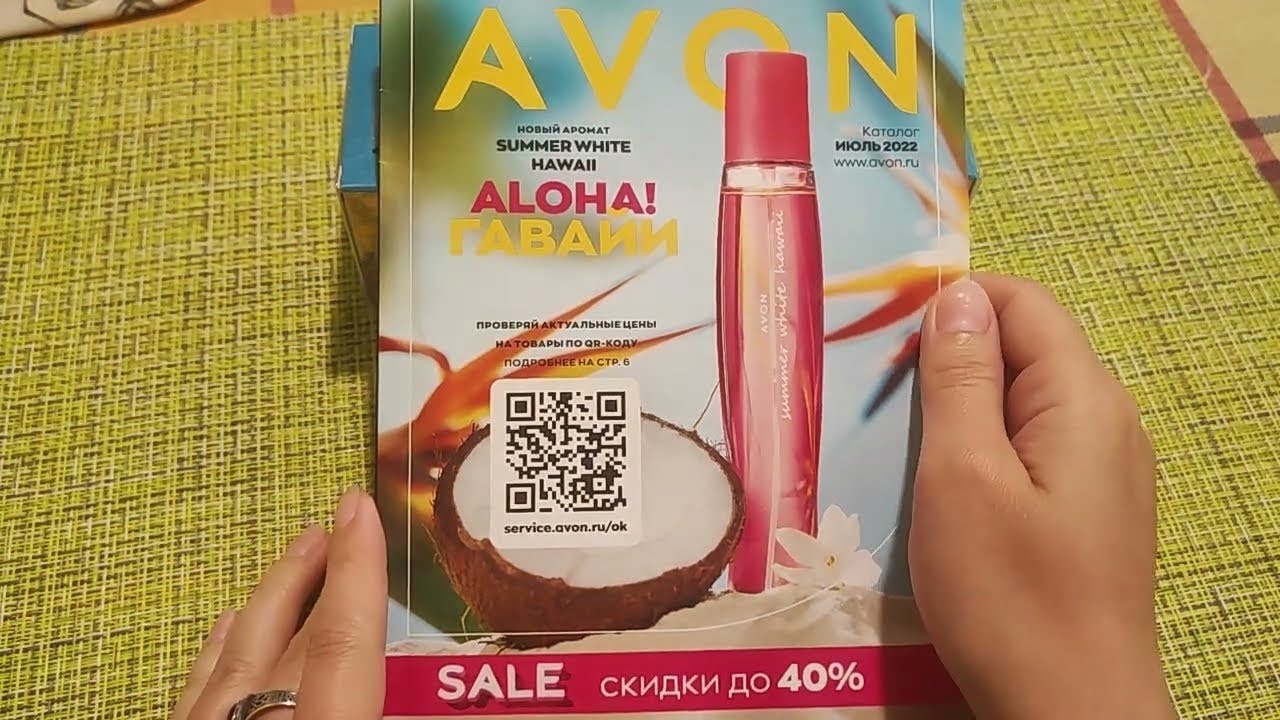 AVON
НОВЫЙ АРОМАТ
SUMMER WHITE
HAWAII
ALOHA!
ГАВАЙИ
Каталог
ИЮЛЬ 2022
www.avon.ru
AVON
summer white hawaii
ПРОВЕРЯЙ АКТУАЛЬНЫЕ ЦЕНЫ
НА ТОВАРЫ ПО QR-КОДУ
ПОДРОБНЕЕ НА СТР. 6
service.avon.ru/ok
SALE СКИДКИ ДО 40%